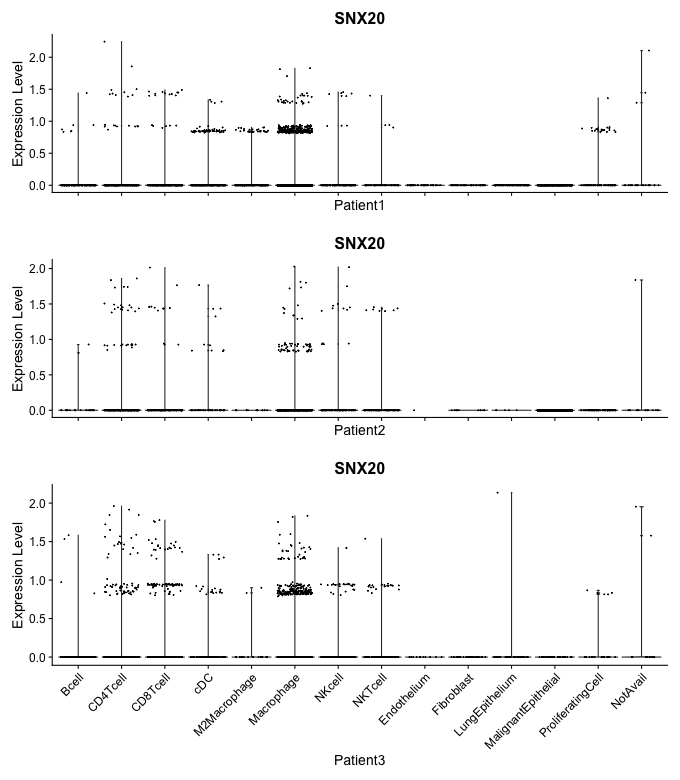 SNX20
Expression Level
2.0
1.5
1.0
0.5
0.0
Patient1
SNX20
Expression Level
2.0
1.5
1.0
0.5
0.0
Patient2
SNX20
Expression Level
2.0
1.5
1.0
0.5
0.0
Bcell
CD4Tcell
CD8Tcell
cDC
M2Macrophage
Macrophage
NKcell
NKTcell
Endothelium
Fibroblast
LungEpithelium
MalignantEpithelial
ProliferatingCell
NotAvail
Patient3